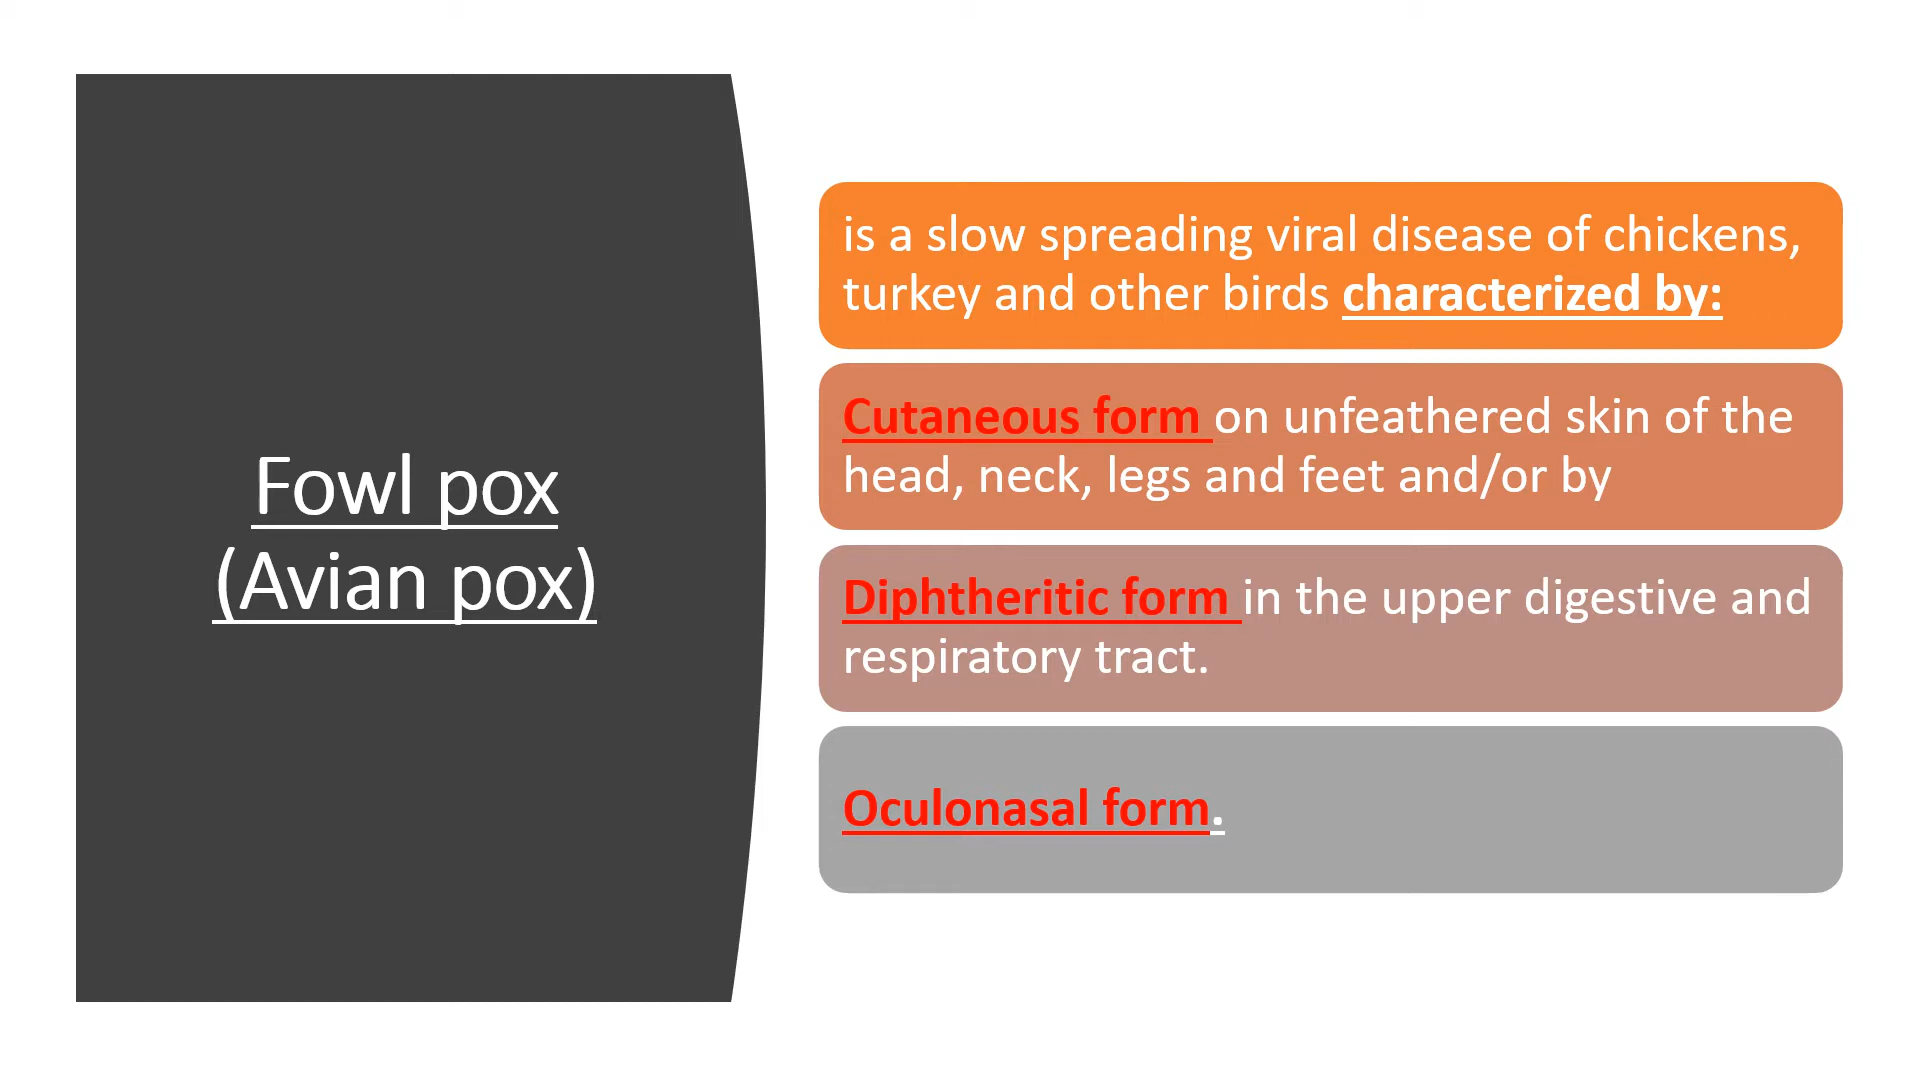 Fowl pox
(Avian pox)
is a slow spreading viral disease of chickens,
turkey and other birds characterized by:
Cutaneous form on unfeathered skin of the
head, neck, legs and feet and/or by
Diphtheritic form in the upper digestive and
respiratory tract.
Oculonasal form.